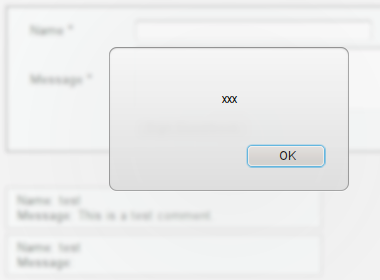 Name *
Message *
xxx
OK
Name: test
Message: This is a test comment.
Name: test
Message: